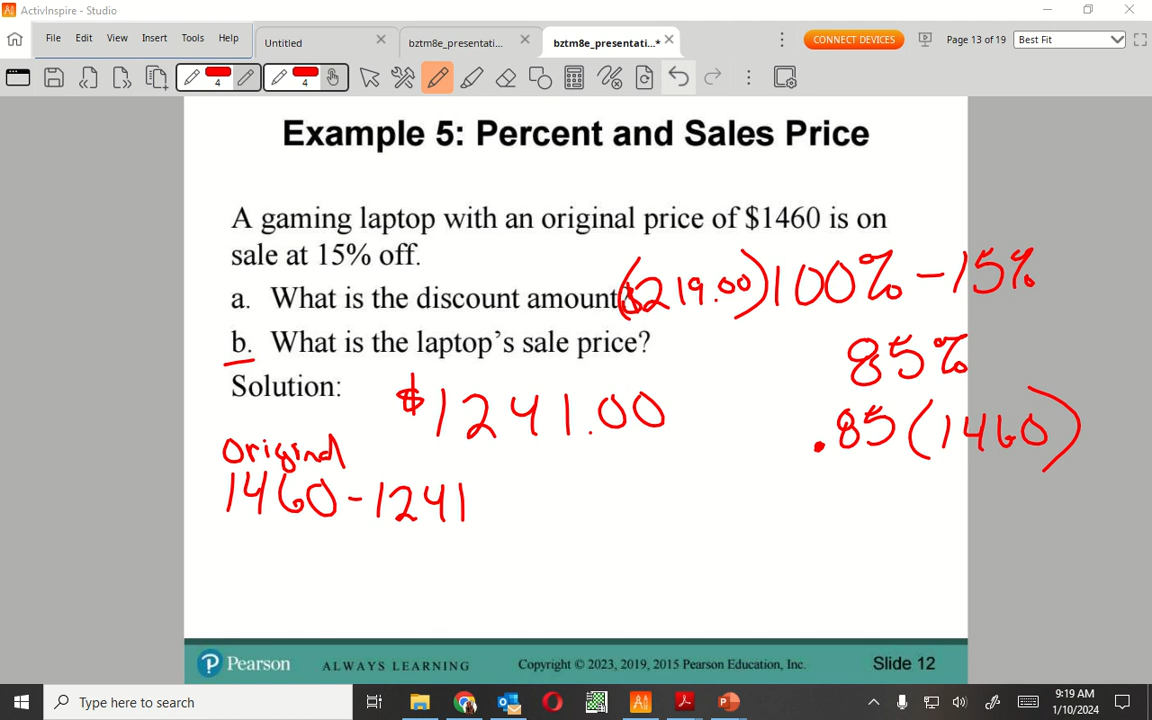 ActivInspire - Studio
File Edit View Insert Tools Help
Untitled
bztm8e_presentati...
bztm8e_presentati...*
CONNECT DEVICES
Page 13 of 19
Best Fit
4
4
Example 5: Percent and Sales Price
A gaming laptop with an original price of $1460 is on
sale at 15% off.
a. What is the discount amount
($219.00) 100% - 15%
b. What is the laptop's sale price?
85%
Solution:
$1241.00
.85(1460)
Original
1460-1241
Pearson
ALWAYS LEARNING
Copyright © 2023, 2019, 2015 Pearson Education, Inc.
Slide 12
Type here to search
9:19 AM
1/10/2024